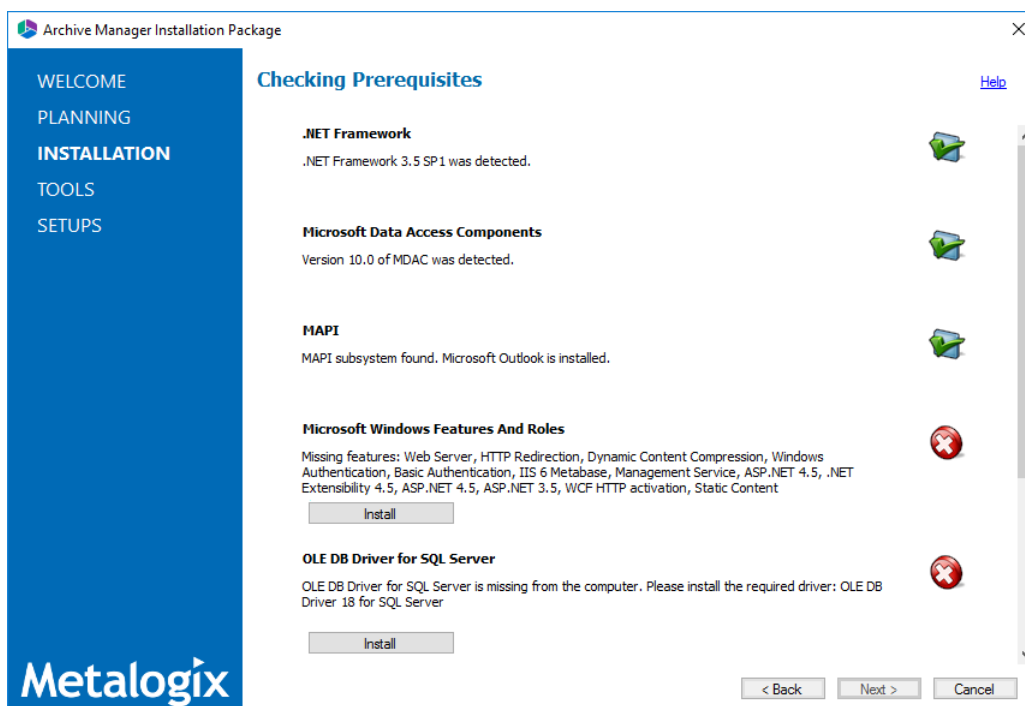 Archive Manager Installation Package
WELCOME
PLANNING
INSTALLATION
TOOLS
SETUPS
Checking Prerequisites
Help
.NET Framework
.NET Framework 3.5 SP1 was detected.
Microsoft Data Access Components
Version 10.0 of MDAC was detected.
MAPI
MAPI subsystem found. Microsoft Outlook is installed.
Microsoft Windows Features And Roles
Missing features: Web Server, HTTP Redirection, Dynamic Content Compression, Windows
Authentication, Basic Authentication, IIS 6 Metabase, Management Service, ASP.NET 4.5, .NET
Extensibility 4.5, ASP.NET 4.5, ASP.NET 3.5, WCF HTTP activation, Static Content
Install
OLE DB Driver for SQL Server
OLE DB Driver for SQL Server is missing from the computer. Please install the required driver: OLE DB
Driver 18 for SQL Server
Install
Metalogix
< Back
Next >
Cancel